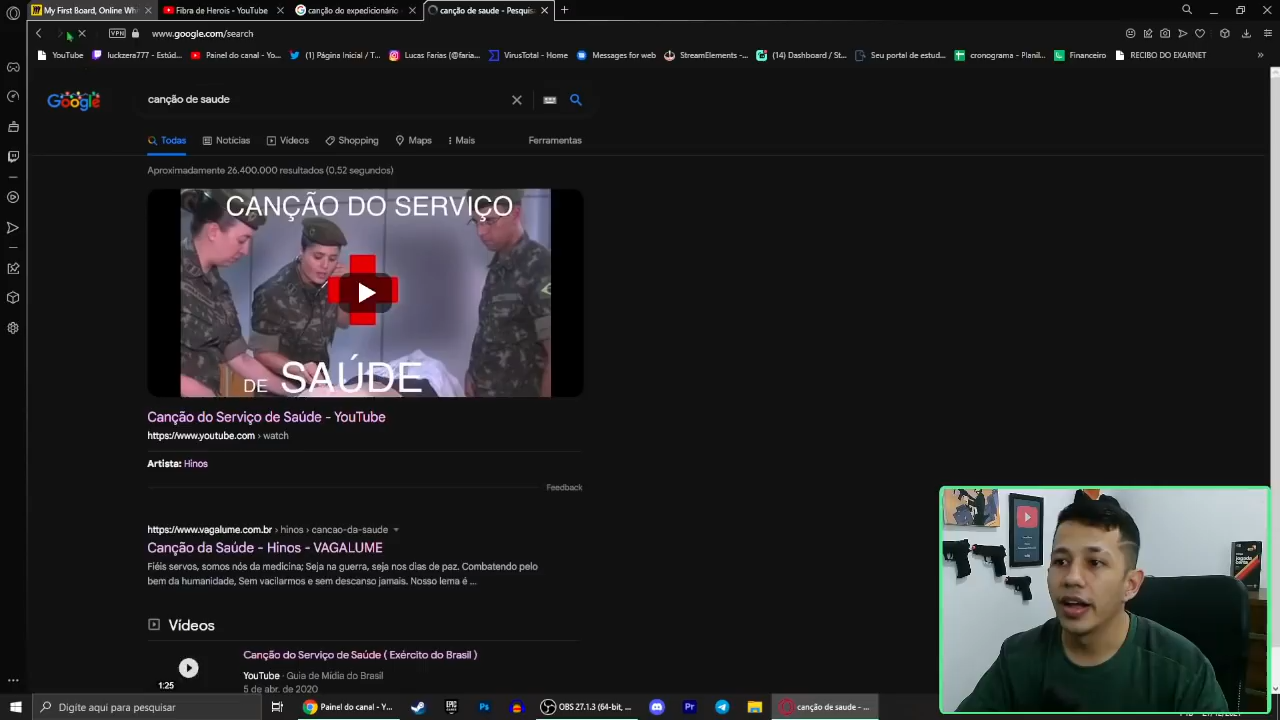 My First Board, Online Wh
Fibra de Herois - YouTube
canção do expedicionário
canção de saude - Pesquis
VPN
www.google.com/search
YouTube
luckzera777 - Estúd...
Painel do canal - Yo...
(1) Página Inicial / T...
Lucas Farias (@faria...
VirusTotal - Home
Messages for web
StreamElements -...
(14) Dashboard / St...
Seu portal de estud...
cronograma - Planil...
Financeiro
RECIBO DO EXARNET
Google
canção de saude
Todas
Notícias
Vídeos
Shopping
Maps
Mais
Ferramentas
Aproximadamente 26.400.000 resultados (0,52 segundos)
CANÇÃO DO SERVIÇO
DE SAÚDE
Canção do Serviço de Saúde - YouTube
https://www.youtube.com › watch
Artista: Hinos
Feedback
https://www.vagalume.com.br › hinos › cancao-da-saude
Canção da Saúde - Hinos - VAGALUME
Fiéis servos, somos nós da medicina; Seja na guerra, seja nos dias de paz. Combatendo pelo
bem da humanidade, Sem vacilarmos e sem descanso jamais. Nosso lema é ...
Vídeos
Canção do Serviço de Saúde ( Exército do Brasil )
YouTube · Guia de Mídia do Brasil
1:25
5 de abr. de 2020
Digite aqui para pesquisar
Painel do canal - Yo...
EPIC
Ps
OBS 27.1.3 (64-bit, ...
Pr
canção de saude - ...